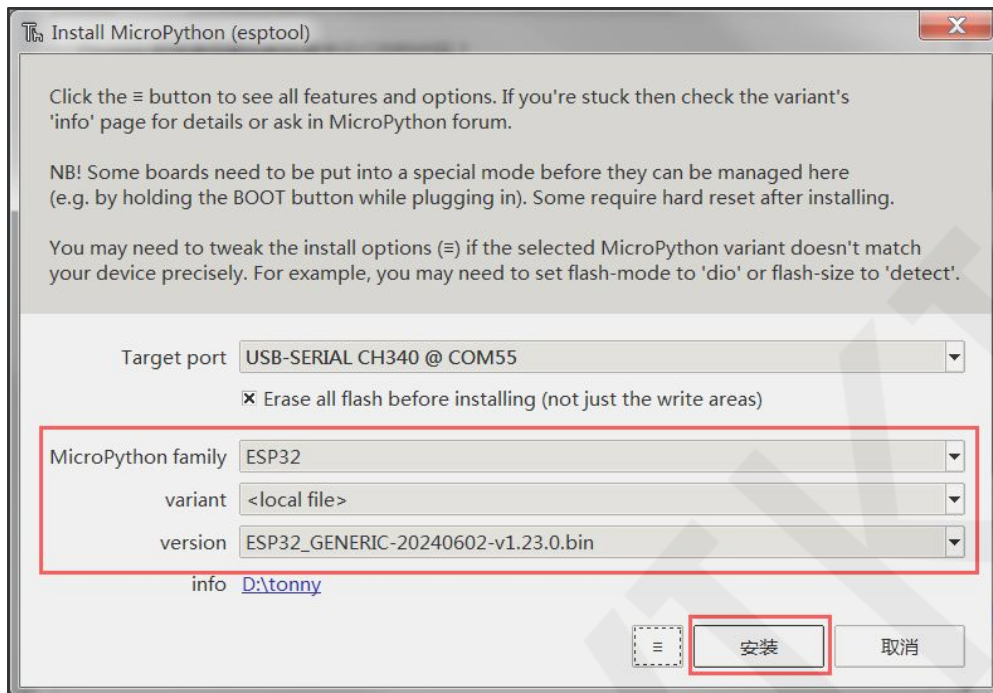 Install MicroPython (esptool)
Click the ≡ button to see all features and options. If you're stuck then check the variant's
'info' page for details or ask in MicroPython forum.
NB! Some boards need to be put into a special mode before they can be managed here
(e.g. by holding the BOOT button while plugging in). Some require hard reset after installing.
You may need to tweak the install options (≡) if the selected MicroPython variant doesn't match
your device precisely. For example, you may need to set flash-mode to 'dio' or flash-size to 'detect'.
Target port USB-SERIAL CH340 @ COM55
Erase all flash before installing (not just the write areas)
MicroPython family ESP32
variant <local file>
version ESP32_GENERIC-20240602-v1.23.0.bin
info D:\tonny
≡ 安装 取消